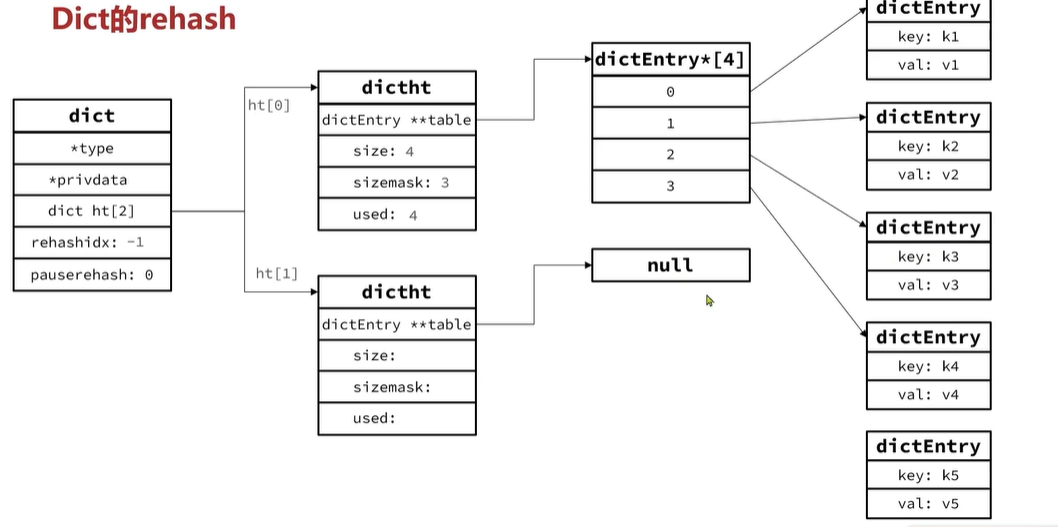 Dict的rehash
dict
*type
*privdata
dict ht[2]
rehashidx: -1
pauserehash: 0
ht[0]
dictht
dictEntry **table
size: 4
sizemask: 3
used: 4
ht[1]
dictht
dictEntry **table
size:
sizemask:
used:
dictEntry*[4]
0
1
2
3
null
dictEntry
key: k1
val: v1
dictEntry
key: k2
val: v2
dictEntry
key: k3
val: v3
dictEntry
key: k4
val: v4
dictEntry
key: k5
val: v5